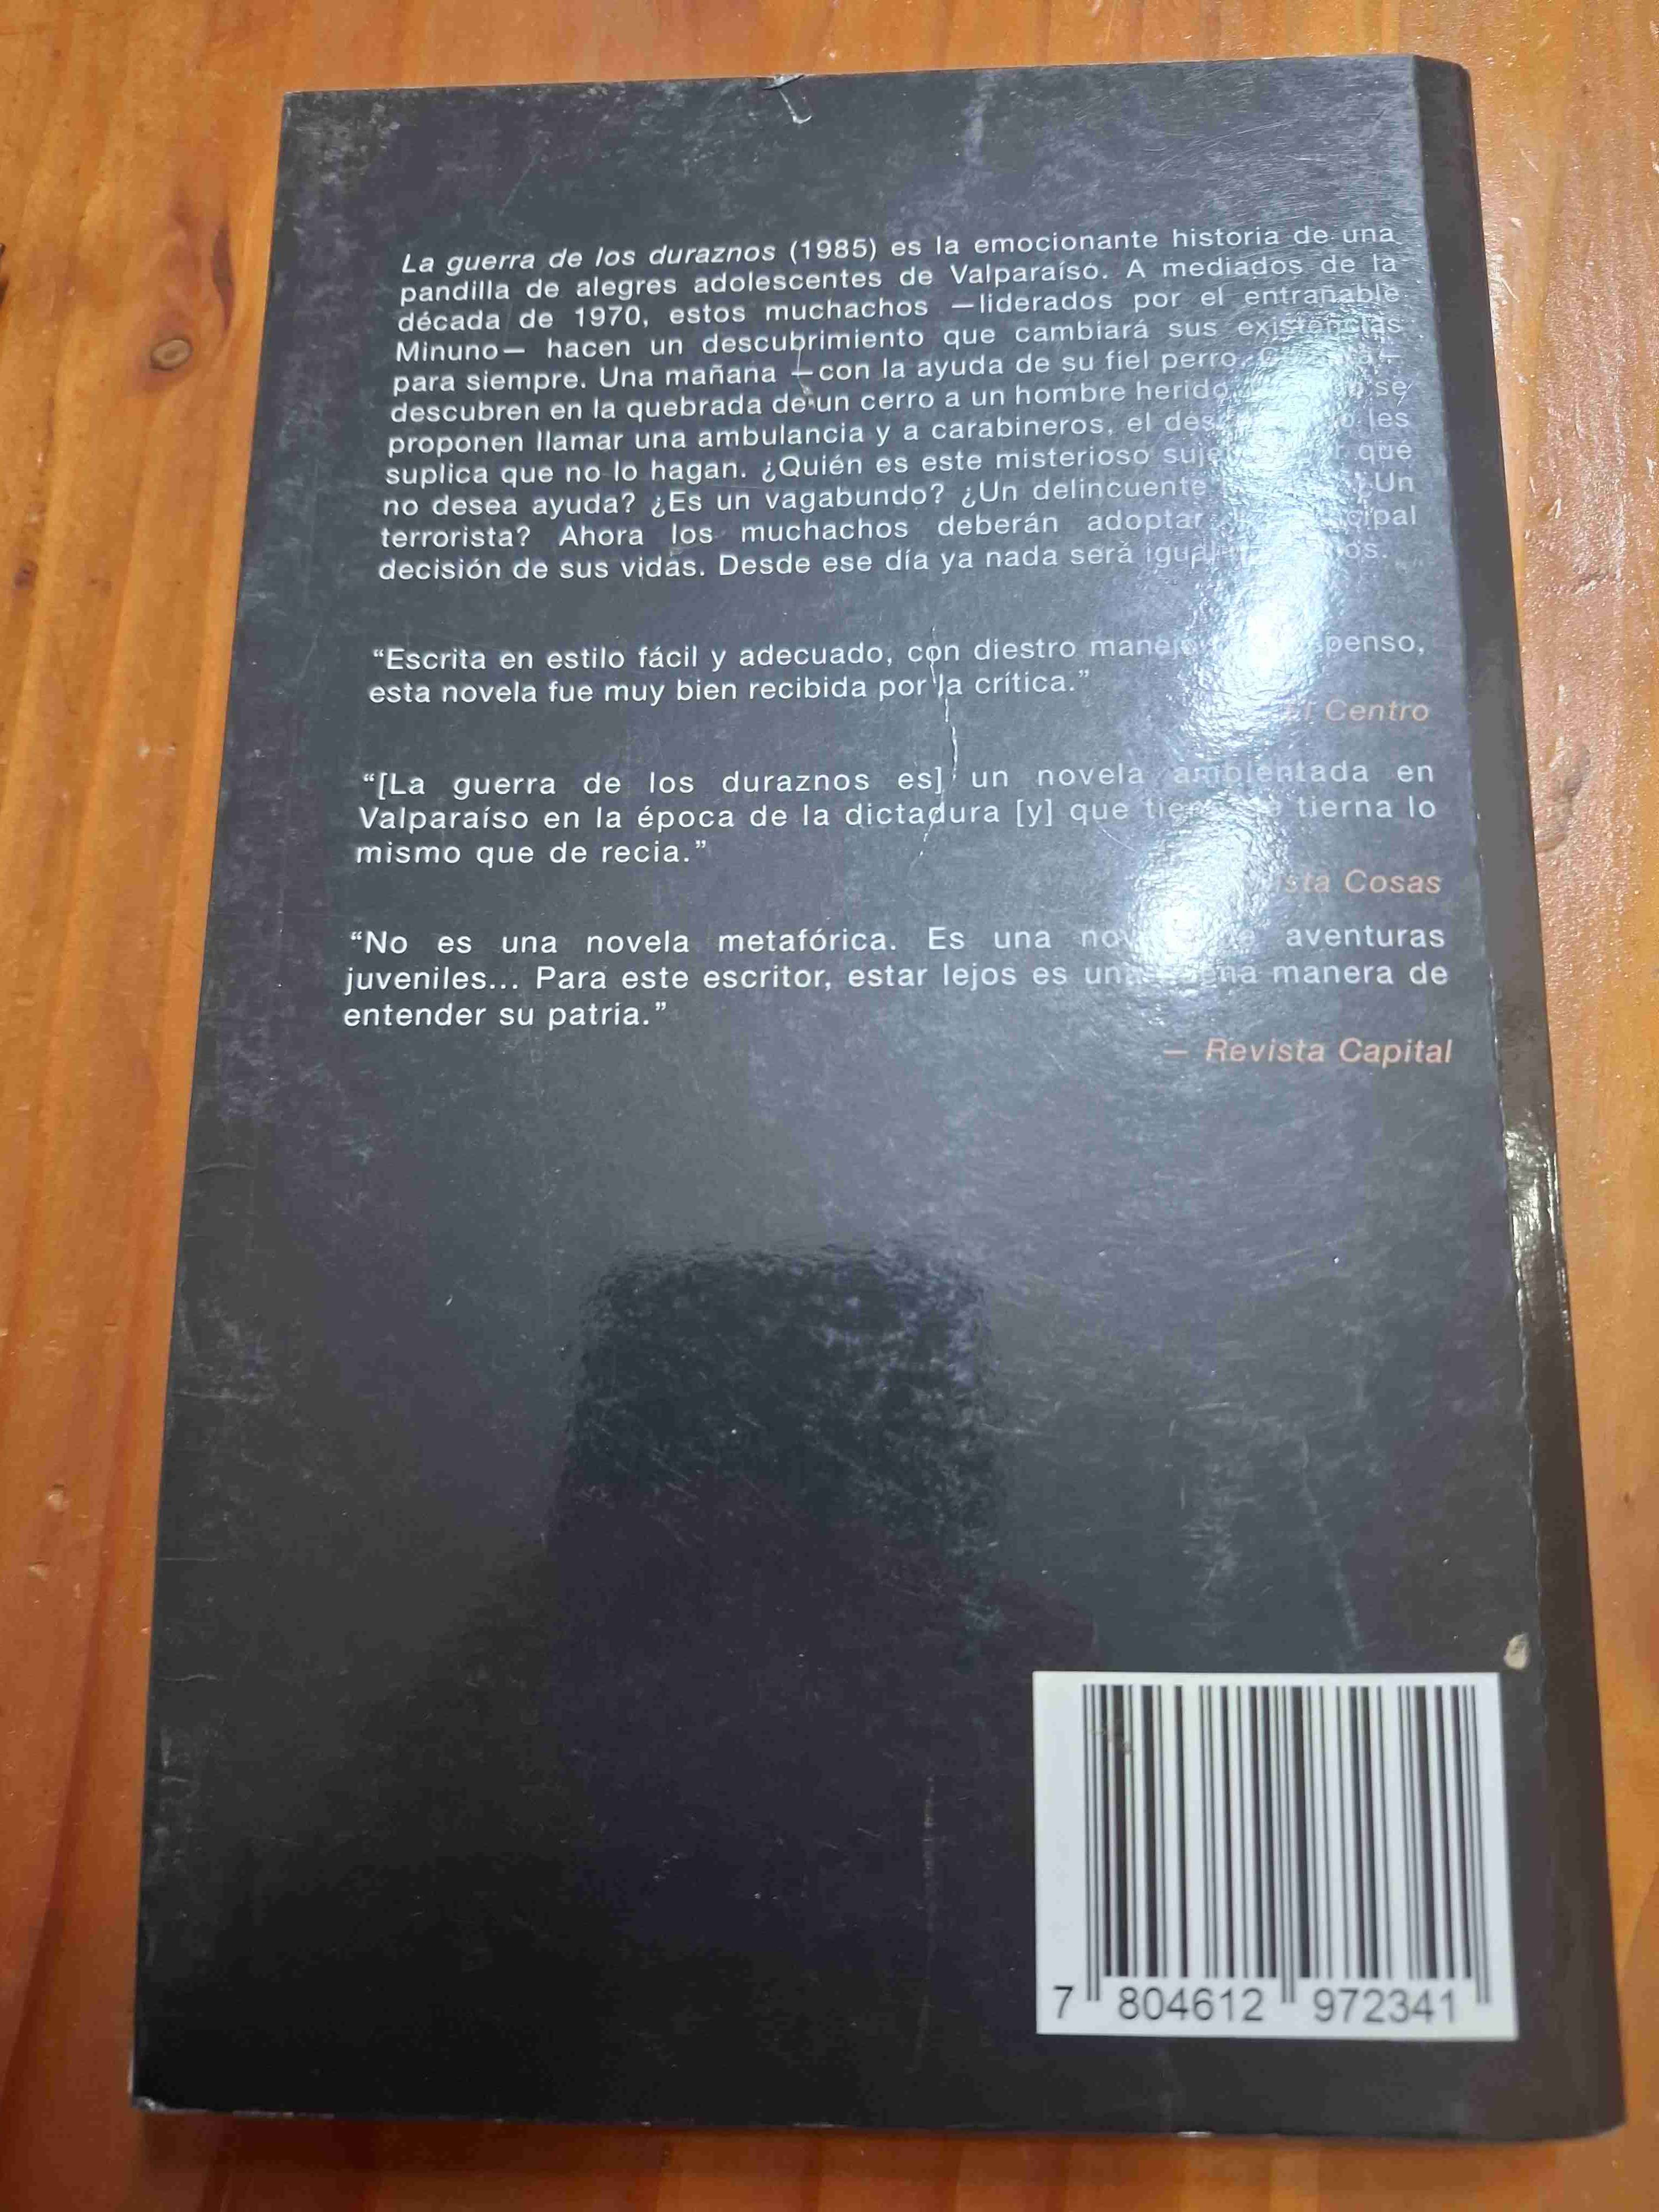 La guerra de los duraznos (1985) es la emocionante historia de una
pandilla de alegres adolescentes de Valparaíso. A mediados de la
década de 1970, estos muchachos —liderados por el entrañable
Minuno— hacen un descubrimiento que cambiará sus existencias
para siempre. Una mañana —con la ayuda de su fiel perro
descubren en la quebrada de un cerro a un hombre herido se
proponen llamar una ambulancia y a carabineros, el les
suplica que no lo hagan. ¿Quién es este misterioso qué
no desea ayuda? ¿Es un vagabundo? ¿Un delincuente ¿Un
terrorista? Ahora los muchachos deberán adoptar
decisión de sus vidas. Desde ese día ya nada será igual
“Escrita en estilo fácil y adecuado, con diestro
esta novela fue muy bien recibida por la crítica.”
El Centro
“[La guerra de los duraznos es] un novela ambientada en
Valparaíso en la época de la dictadura [y] que tierna lo
mismo que de recia.”
Cosas
“No es una novela metafórica. Es una aventuras
juveniles... Para este escritor, estar lejos es una manera de
entender su patria.”
— Revista Capital
7 804612 972341